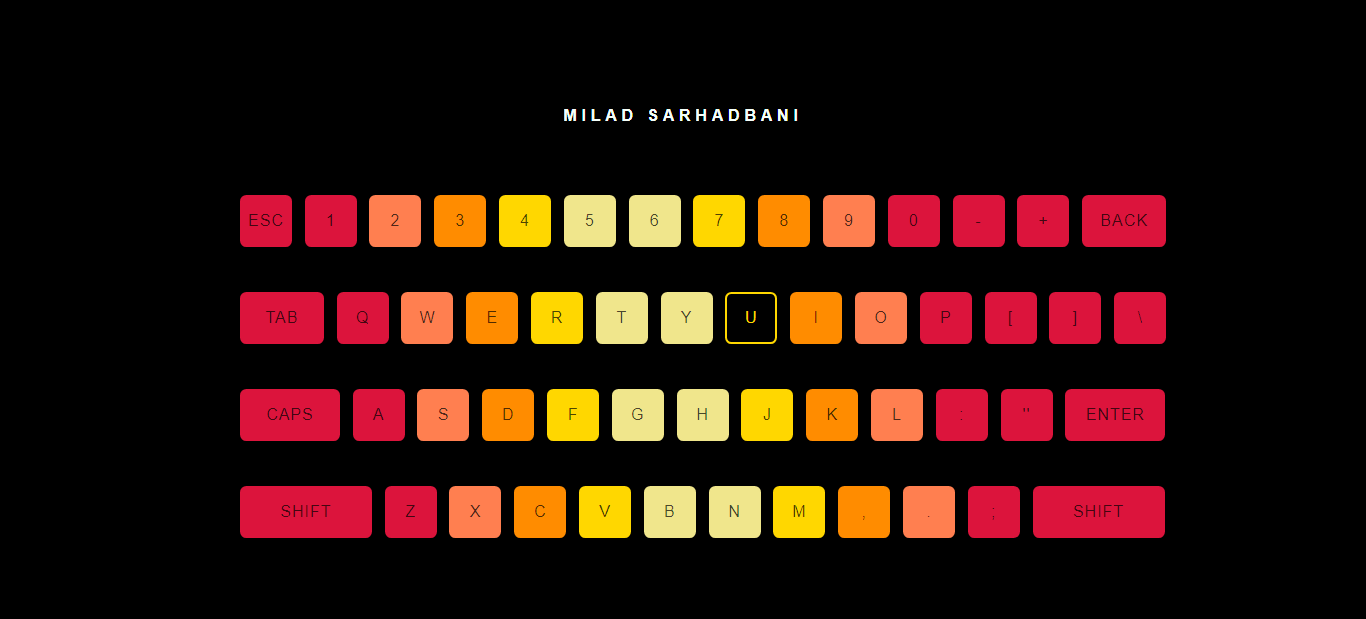 MILAD SARHADBANI
ESC 1 2 3 4 5 6 7 8 9 0 - + BACK
TAB Q W E R T Y U I O P [ ] \
CAPS A S D F G H J K L : " ENTER
SHIFT Z X C V B N M , . ; SHIFT